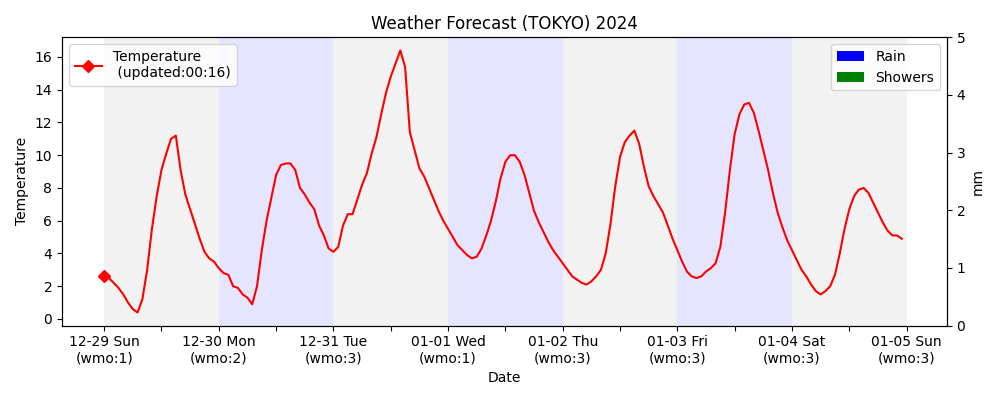 Weather Forecast (TOKYO) 2024
Temperature
(updated:00:16)
Rain
Showers
Temperature
16
14
12
10
8
6
4
2
0
5
4
3
2
1
0
mm
12-29 Sun
(wmo:1)
12-30 Mon
(wmo:2)
12-31 Tue
(wmo:3)
01-01 Wed
(wmo:1)
01-02 Thu
(wmo:3)
01-03 Fri
(wmo:3)
01-04 Sat
(wmo:3)
01-05 Sun
(wmo:3)
Date